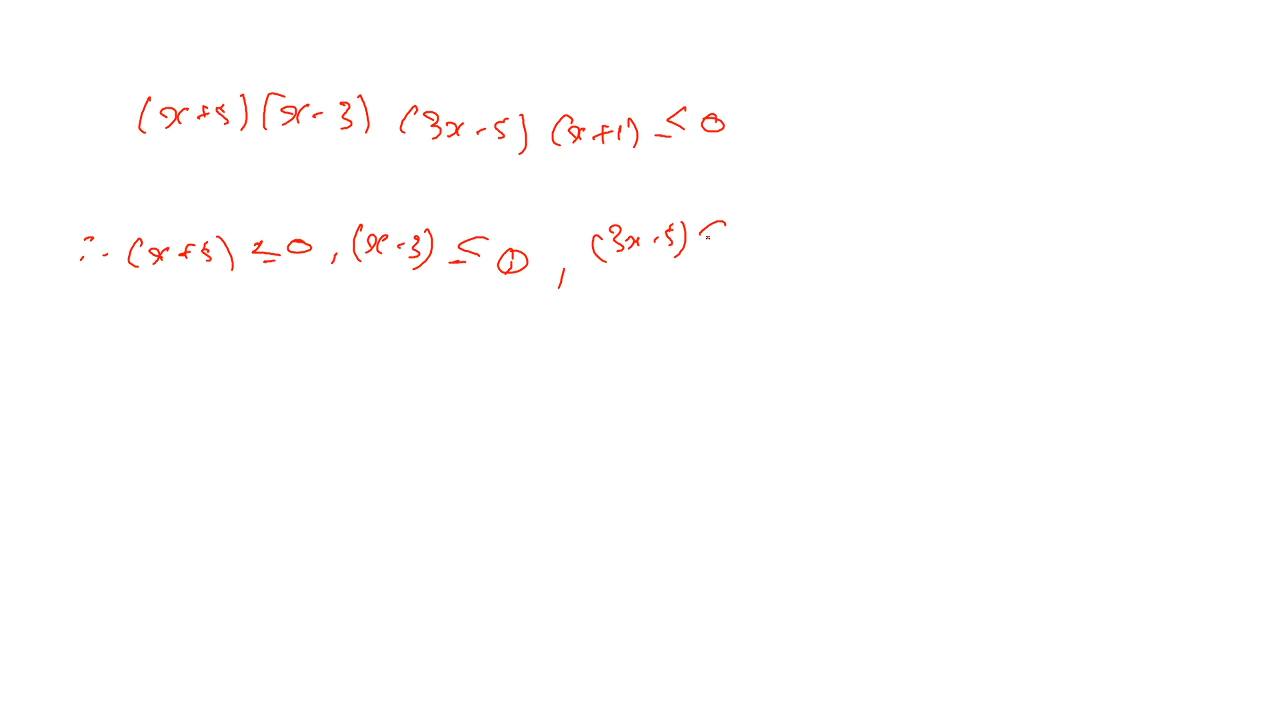 (x+5)(x-3) (3x-5) (x+1) ≤ 0
∴ (x+5) ≤ 0, (x-3) ≤ 0, (3x-5) <